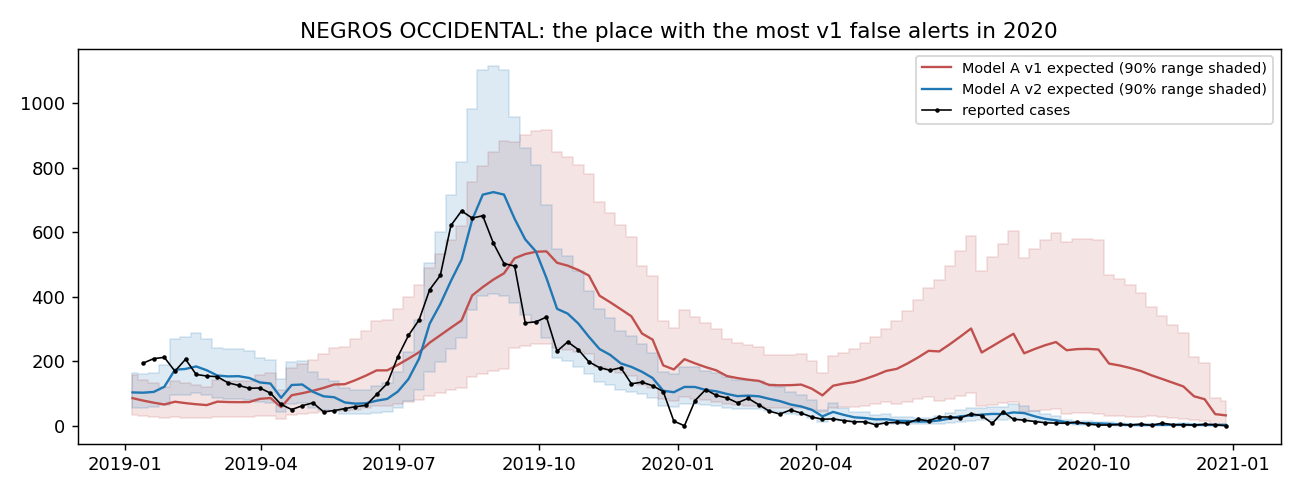 NEGROS OCCIDENTAL: the place with the most v1 false alerts in 2020
Model A v1 expected (90% range shaded)
Model A v2 expected (90% range shaded)
reported cases
1000
800
600
400
200
0
2019-01 2019-04 2019-07 2019-10 2020-01 2020-04 2020-07 2020-10 2021-01